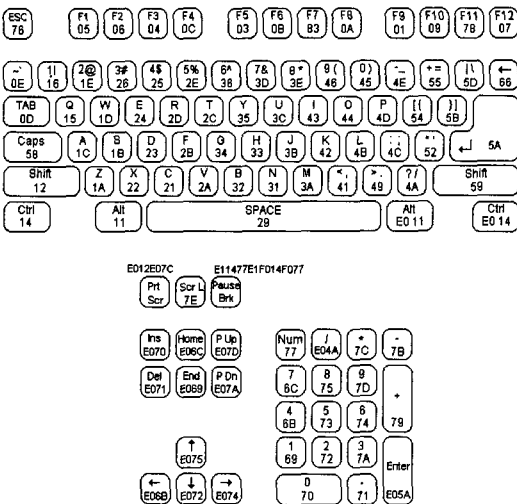 ESC F1 F2 F3 F4 F5 F6 F7 F8 F9 F10 F11 F12
76 05 06 04 0C 03 0B 83 0A 01 09 78 07
~` 1! 2@ 3# 4$ 5% 6^ 7& 8* 9( 0) -_ += |\ ←
0E 16 1E 26 25 2E 36 3D 3E 46 45 4E 55 5D 66
TAB Q W E R T Y U I O P [{ }]
0D 15 1D 24 2D 2C 35 3C 43 44 4D 54 5B
Caps A S D F G H J K L ;: "' ↵ 5A
58 1C 1B 23 2B 34 33 3B 42 4B 4C 52
Shift Z X C V B N M <, >. ?/ Shift
12 1A 22 21 2A 32 31 3A 41 49 4A 59
Ctrl Alt SPACE Alt Ctrl
14 11 29 E0 11 E0 14
E012E07C E11477E1F014F077
Prt Scr L Pause
Scr 7E Brk
Ins Home P Up Num / * -
E070 E06C E07D 77 E04A 7C 7B
Del End P Dn 7 8 9 +
E071 E069 E07A 6C 75 7D 79
4 5 6
6B 73 74
↑ 1 2 3 Enter
E075 69 72 7A E05A
← ↓ → 0 .
E06B E072 E074 70 71